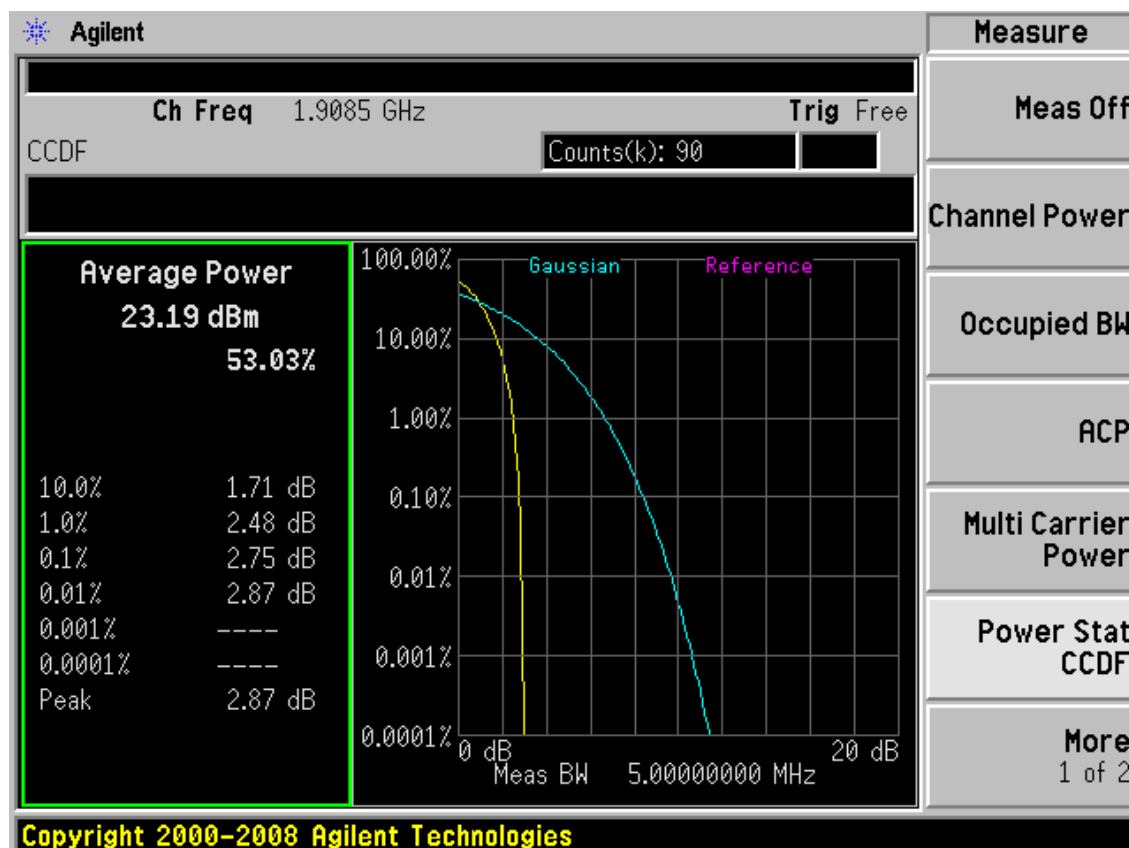 Agilent
Ch Freq 1.9085 GHz Trig Free
CCDF Counts(k): 90
Average Power
23.19 dBm
53.03%
10.0% 1.71 dB
1.0% 2.48 dB
0.1% 2.75 dB
0.01% 2.87 dB
0.001% ----
0.0001% ----
Peak 2.87 dB
Gaussian Reference
100.00%
10.00%
1.00%
0.10%
0.01%
0.001%
0.0001%
0 dB 20 dB
Meas BW 5.00000000 MHz
Measure
Meas Off
Channel Power
Occupied BW
ACP
Multi Carrier
Power
Power Stat
CCDF
More
1 of 2
Copyright 2000-2008 Agilent Technologies